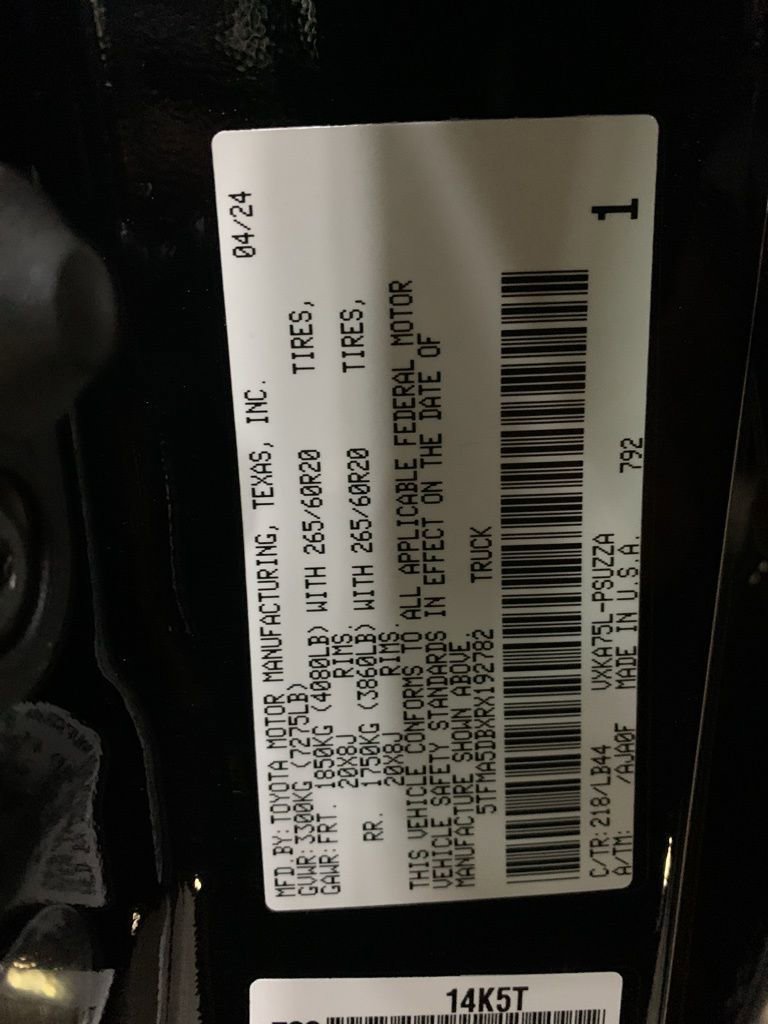 MFD.BY:TOYOTA MOTOR MANUFACTURING, TEXAS, INC. 04/24
GVWR:3300KG (7275LB)
GAWR:FRT. 1850KG (4080LB) WITH 265/60R20 TIRES,
20X8J RIMS.
RR. 1750KG (3860LB) WITH 265/60R20 TIRES,
20X8J RIMS.
THIS VEHICLE CONFORMS TO ALL APPLICABLE FEDERAL MOTOR
VEHICLE SAFETY STANDARDS IN EFFECT ON THE DATE OF
MANUFACTURE SHOWN ABOVE.
5TFMA5DBXRX192782 TRUCK
1
C/TR:218/LB44 VXKA75L-PSUZZA
A/TM: /AJA0F MADE IN U.S.A. 792
14K5T